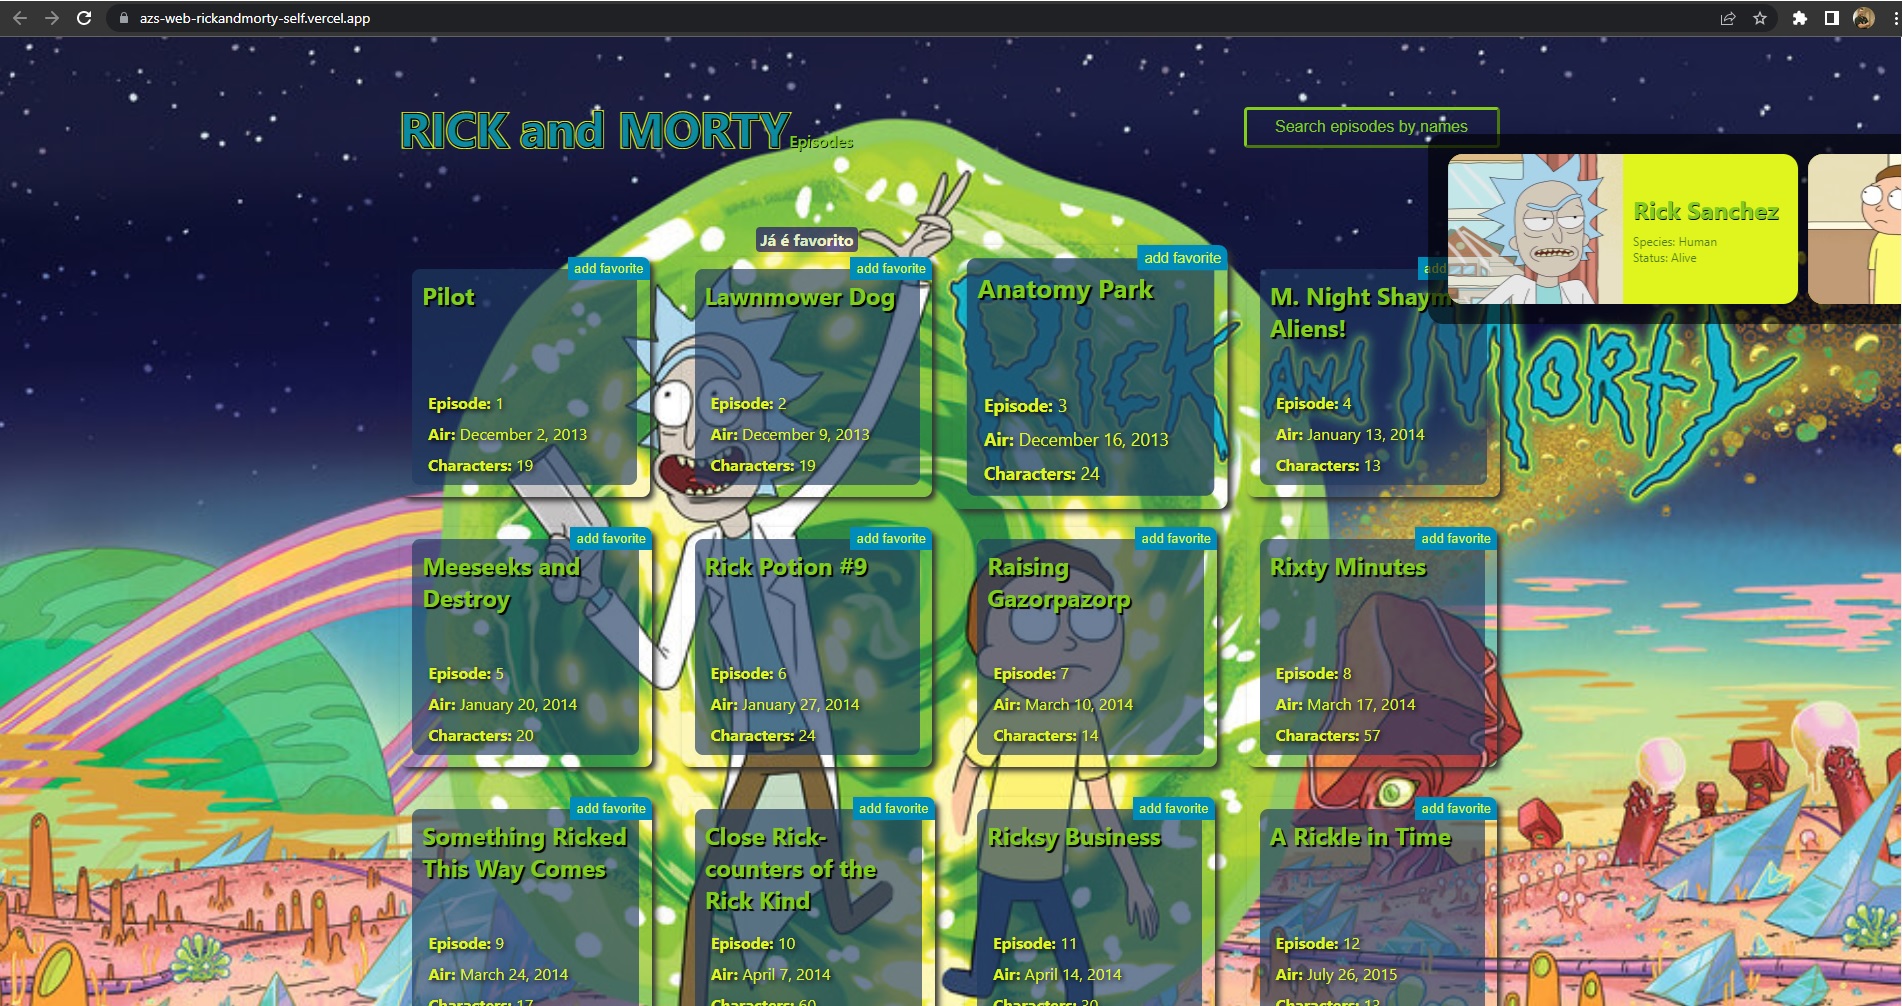 azs-web-rickandmorty-self.vercel.app
RICK and MORTY Episodes
Search episodes by names
Rick Sanchez
Species: Human
Status: Alive
Já é favorito
add favorite
Pilot
Episode: 1
Air: December 2, 2013
Characters: 19
add favorite
Lawnmower Dog
Episode: 2
Air: December 9, 2013
Characters: 19
add favorite
Anatomy Park
Episode: 3
Air: December 16, 2013
Characters: 24
add
M. Night Shaym
Aliens!
Episode: 4
Air: January 13, 2014
Characters: 13
Rick and Morty
add favorite
Meeseeks and
Destroy
Episode: 5
Air: January 20, 2014
Characters: 20
add favorite
Rick Potion #9
Episode: 6
Air: January 27, 2014
Characters: 24
add favorite
Raising
Gazorpazorp
Episode: 7
Air: March 10, 2014
Characters: 14
add favorite
Rixty Minutes
Episode: 8
Air: March 17, 2014
Characters: 57
add favorite
Something Ricked
This Way Comes
Episode: 9
Air: March 24, 2014
Characters: 17
add favorite
Close Rick-
counters of the
Rick Kind
Episode: 10
Air: April 7, 2014
Characters: 60
add favorite
Ricksy Business
Episode: 11
Air: April 14, 2014
Characters: 30
add favorite
A Rickle in Time
Episode: 12
Air: July 26, 2015
Characters: 13